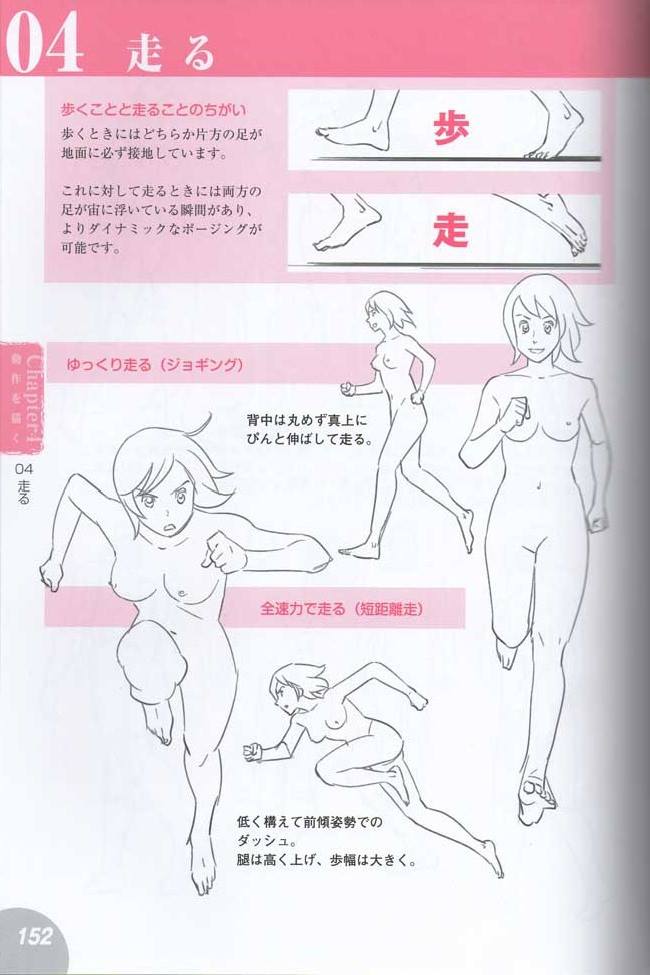 04 走る
歩くことと走ることのちがい
歩くときにはどちらか片方の足が
地面に必ず接地しています。
これに対して走るときには両方の
足が宙に浮いている瞬間があり、
よりダイナミックなポージングが
可能です。
歩
走
ゆっくり走る（ジョギング）
背中は丸めず真上に
ぴんと伸ばして走る。
Chapter1
動作を描く
04
走る
全速力で走る（短距離走）
低く構えて前傾姿勢での
ダッシュ。
腿は高く上げ、歩幅は大きく。
152